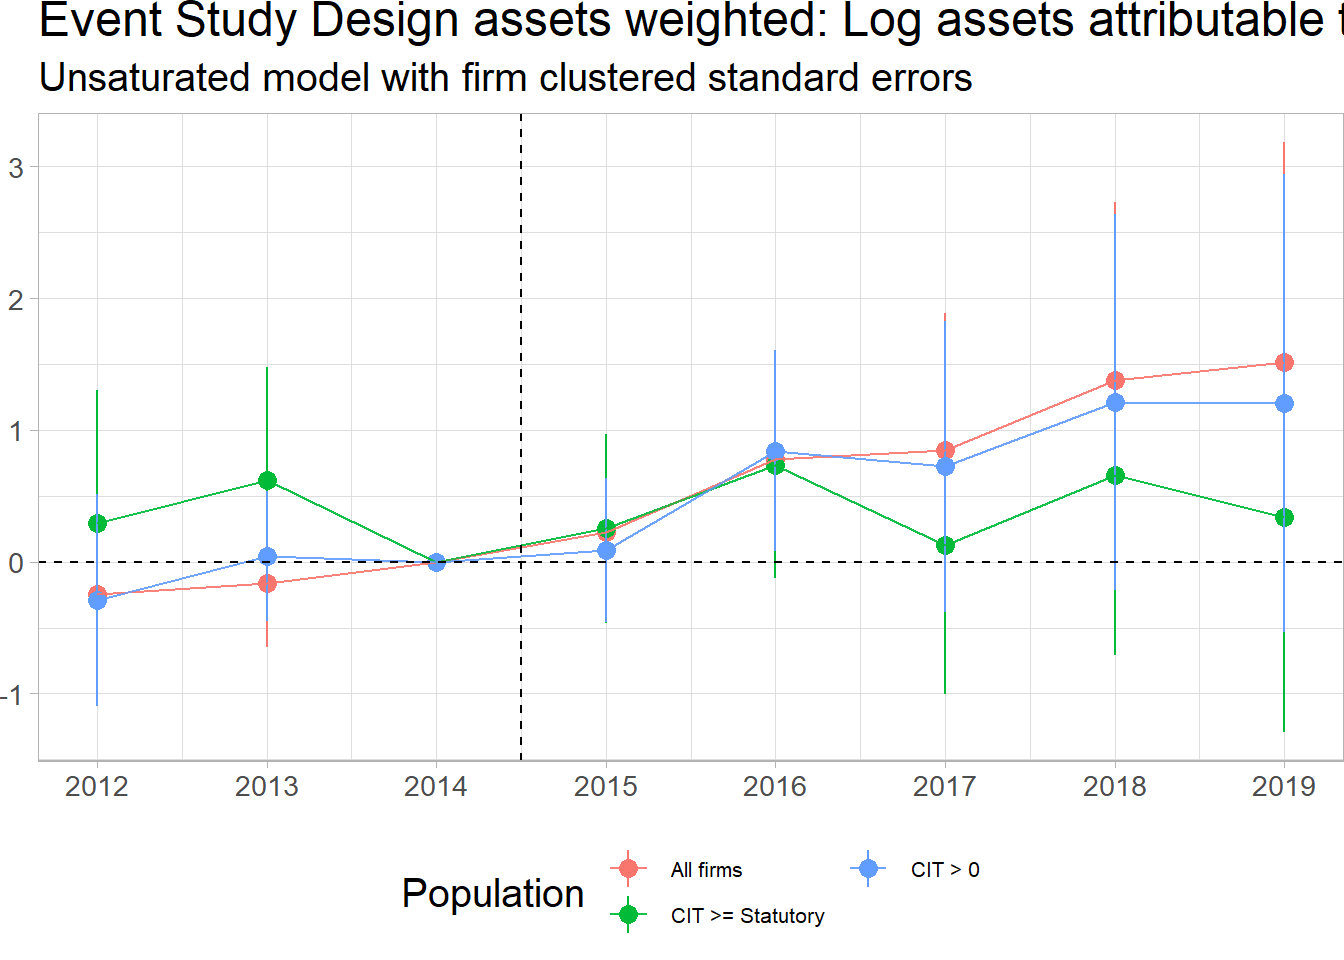 Event Study Design assets weighted: Log assets attributable
Unsaturated model with firm clustered standard errors
3
2
1
0
-1
2012 2013 2014 2015 2016 2017 2018 2019
Population
All firms
CIT > 0
CIT >= Statutory